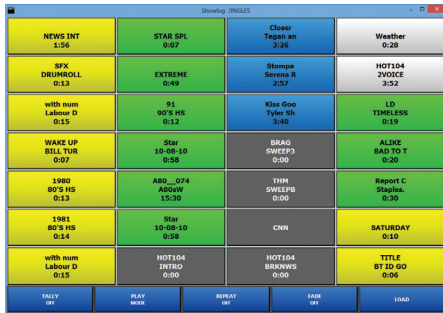 Showlog JINGLES
NEWS INT
1:56
STAR SPL
0:07
Closer
Tegan an
3:26
Weather
0:28
SFX
DRUMROLL
0:13
EXTREME
0:49
Stompa
Serena R
2:57
HOT104
2VOICE
3:52
with num
Labour D
0:15
91
90'S HS
0:12
Kiss Goo
Tyler Sh
3:40
LD
TIMELESS
0:19
WAKE UP
BILL TUR
0:07
Star
10-08-10
0:58
BRAG
SWEEP3
0:00
ALIKE
BAD TO T
0:20
1980
80'S HS
0:13
A80__074
A80sW
15:30
THM
SWEEPB
0:00
Report C
Staples.
0:30
1981
80'S HS
0:14
Star
10-08-10
0:58
CNN
SATURDAY
0:10
with num
Labour D
0:15
HOT104
INTRO
0:00
HOT104
BRKNWS
0:00
TITLE
BT ID GO
0:06
TALLY
OFF
PLAY
MODE
REPEAT
OFF
FADE
OFF
LOAD